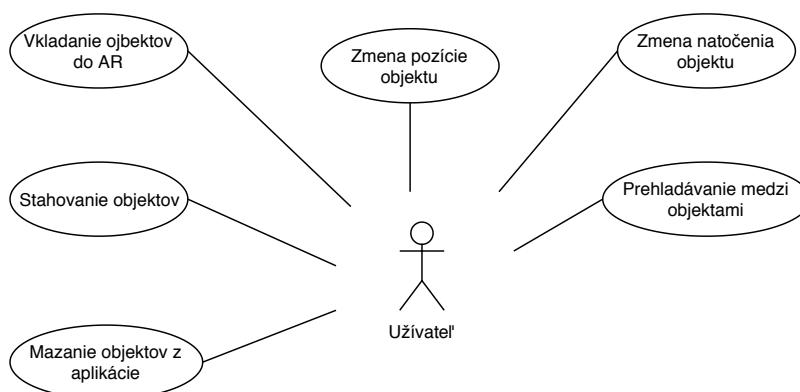 Vkladanie ojbektov
do AR
Zmena pozície
objektu
Zmena natočenia
objektu
Stahovanie objektov
Prehladávanie medzi
objektami
Užívateľ
Mazanie objektov z
aplikácie